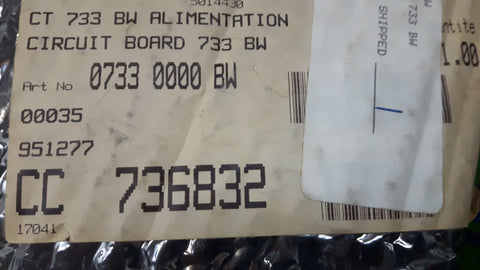 5014430
CT 733 BW ALIMENTATION
CIRCUIT BOARD 733 BW
Art No 0733 0000 BW
00035
951277
CC 736832
17041
733 BW
SHIPPED
1.00